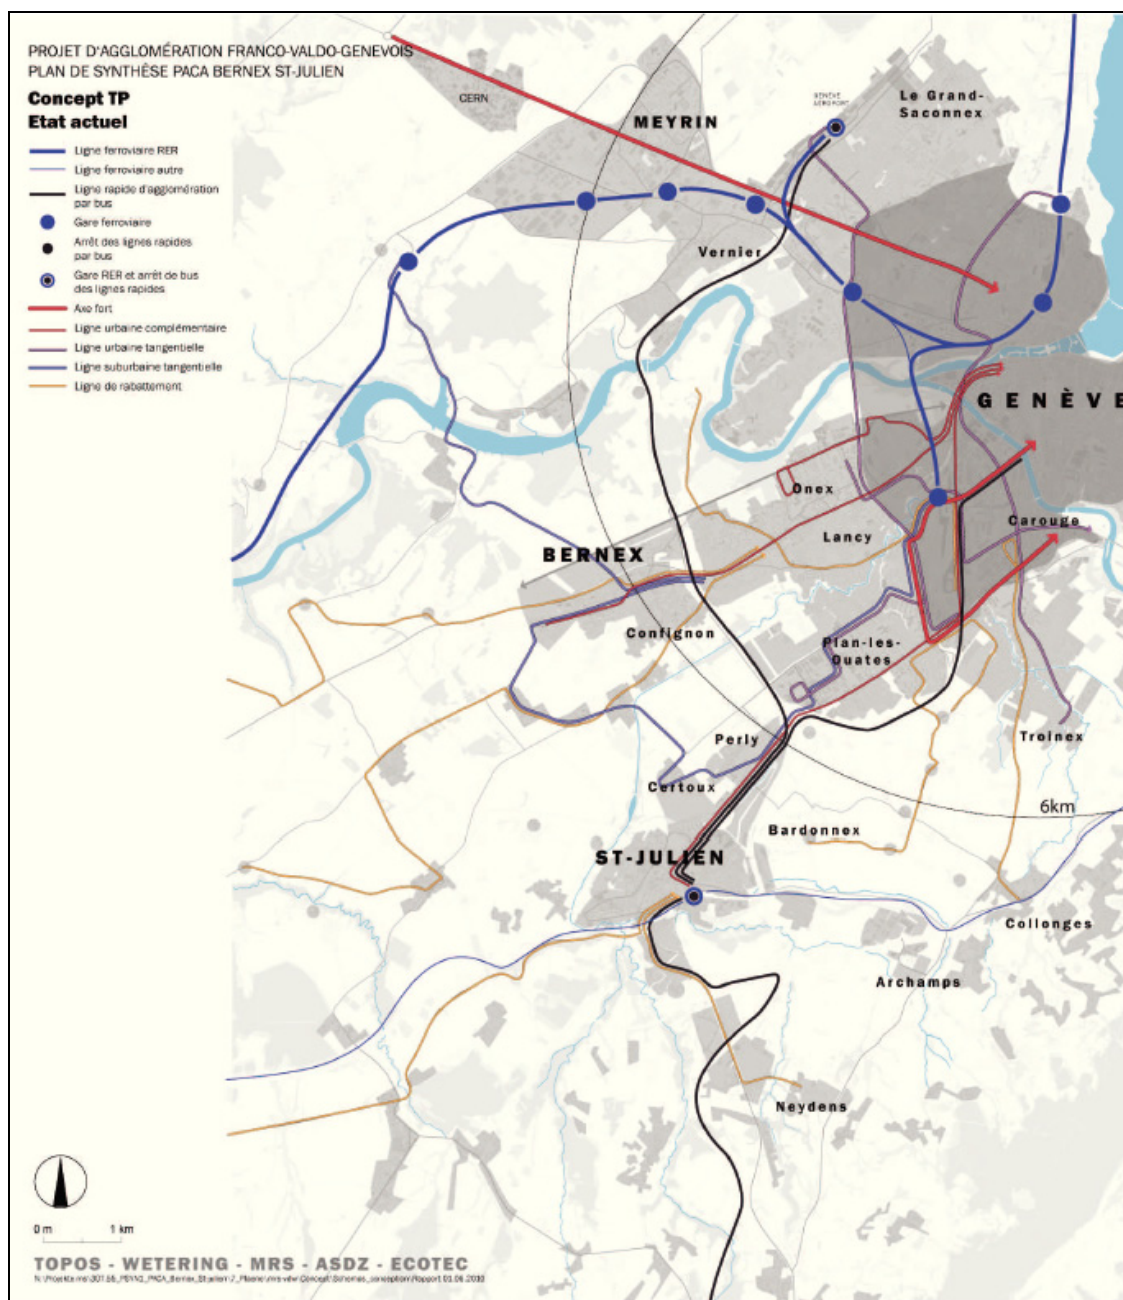 PROJET D'AGGLOMÉRATION FRANCO-VALDO-GENEVOIS
PLAN DE SYNTHÈSE PACA BERNEX ST-JULIEN
Concept TP
Etat actuel
Ligne ferroviaire RER
Ligne ferroviaire autre
Ligne rapide d'agglomération
par bus
Gare ferroviaire
Arrêt des lignes rapides
par bus
Gare RER et arrêt de bus
des lignes rapides
Axe fort
Ligne urbaine complémentaire
Ligne urbaine tangentielle
Ligne suburbaine tangentielle
Ligne de rabattement
CERN
MEYRIN
GENÈVE
AÉROPORT
Le Grand-
Saconnex
Vernier
GENÈVE
Onex
Lancy
Carouge
BERNEX
Confignon
Plan-les-
Ouates
Troinex
Perly
Certoux
6km
Bardonnex
ST-JULIEN
Collonges
Archamps
Neydens
0 m 1 km
TOPOS - WETERING - MRS - ASDZ - ECOTEC